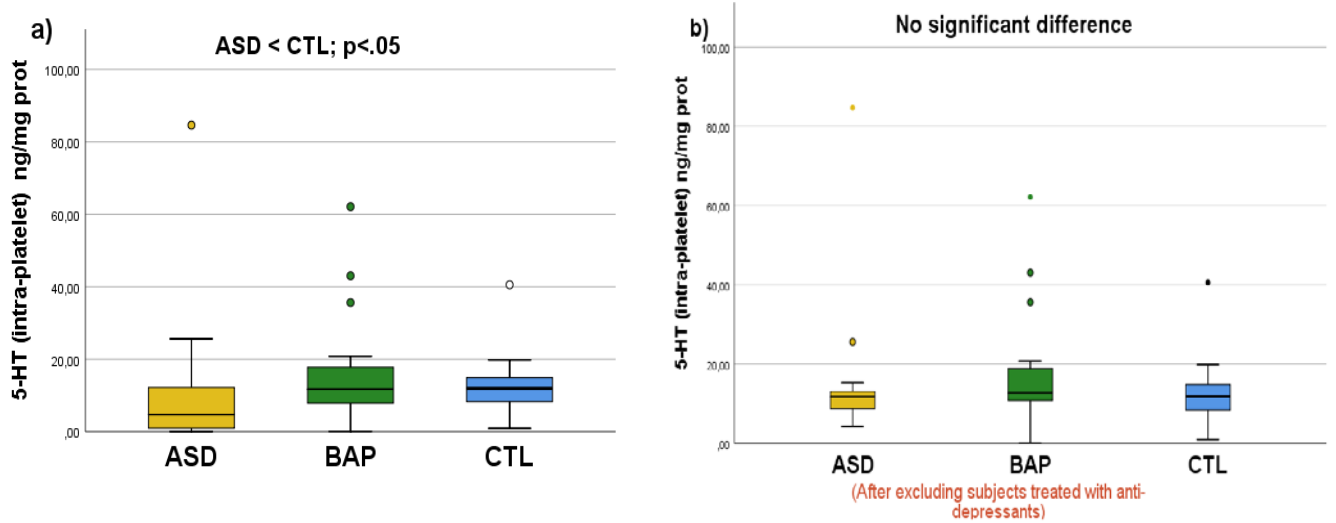 a)
ASD < CTL; p<.05
5-HT (intra-platelet) ng/mg prot
100,00
80,00
60,00
40,00
20,00
,00
ASD BAP CTL
b)
No significant difference
5-HT (intra-platelet) ng/mg prot
100,00
80,00
60,00
40,00
20,00
,00
ASD BAP CTL
(After excluding subjects treated with anti-
depressants)